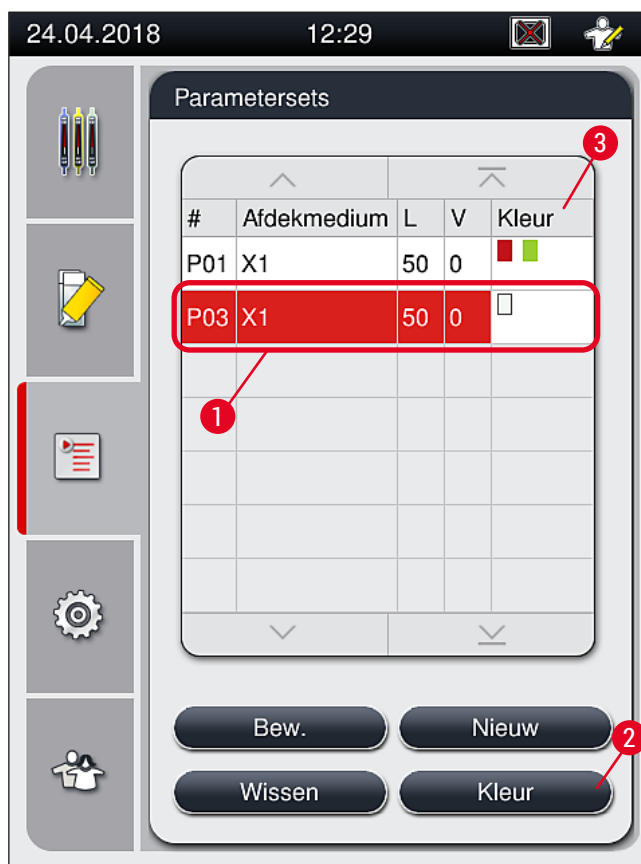 24.04.2018 12:29
Parametersets
3
# Afdekmedium L V Kleur
P01 X1 50 0
P03 X1 50 0
1
Bew. Nieuw
2
Wissen Kleur